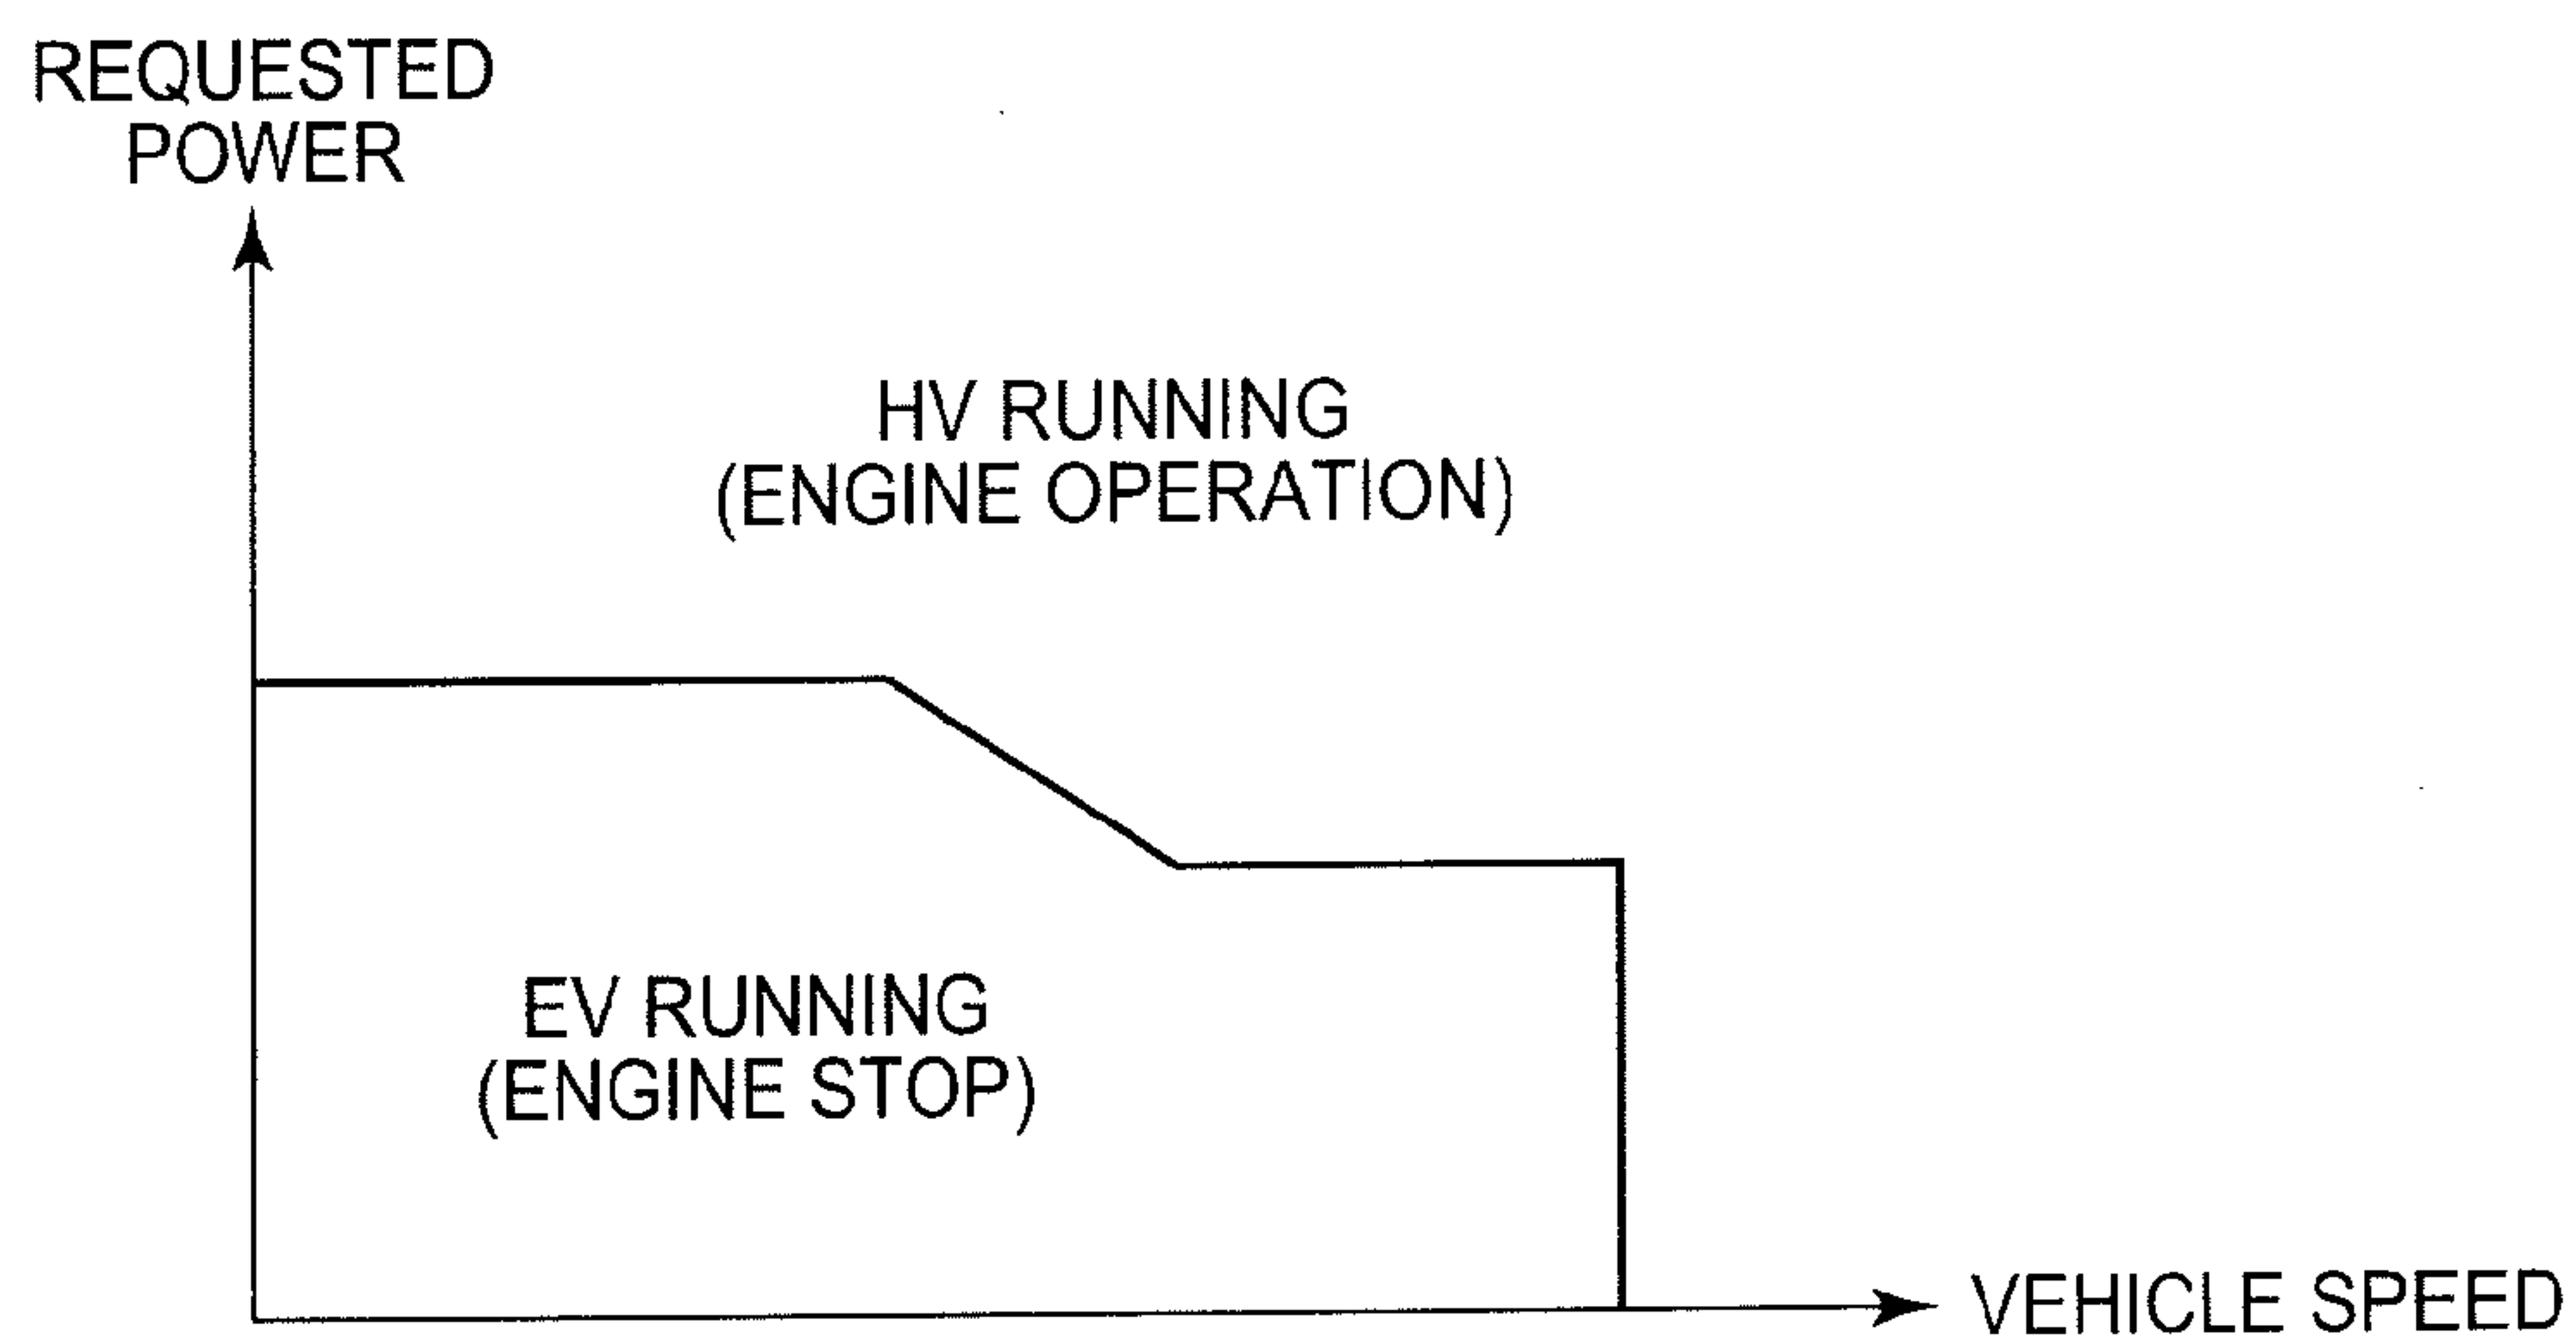 REQUESTED
POWER
HV RUNNING
(ENGINE OPERATION)
EV RUNNING
(ENGINE STOP)
VEHICLE SPEED